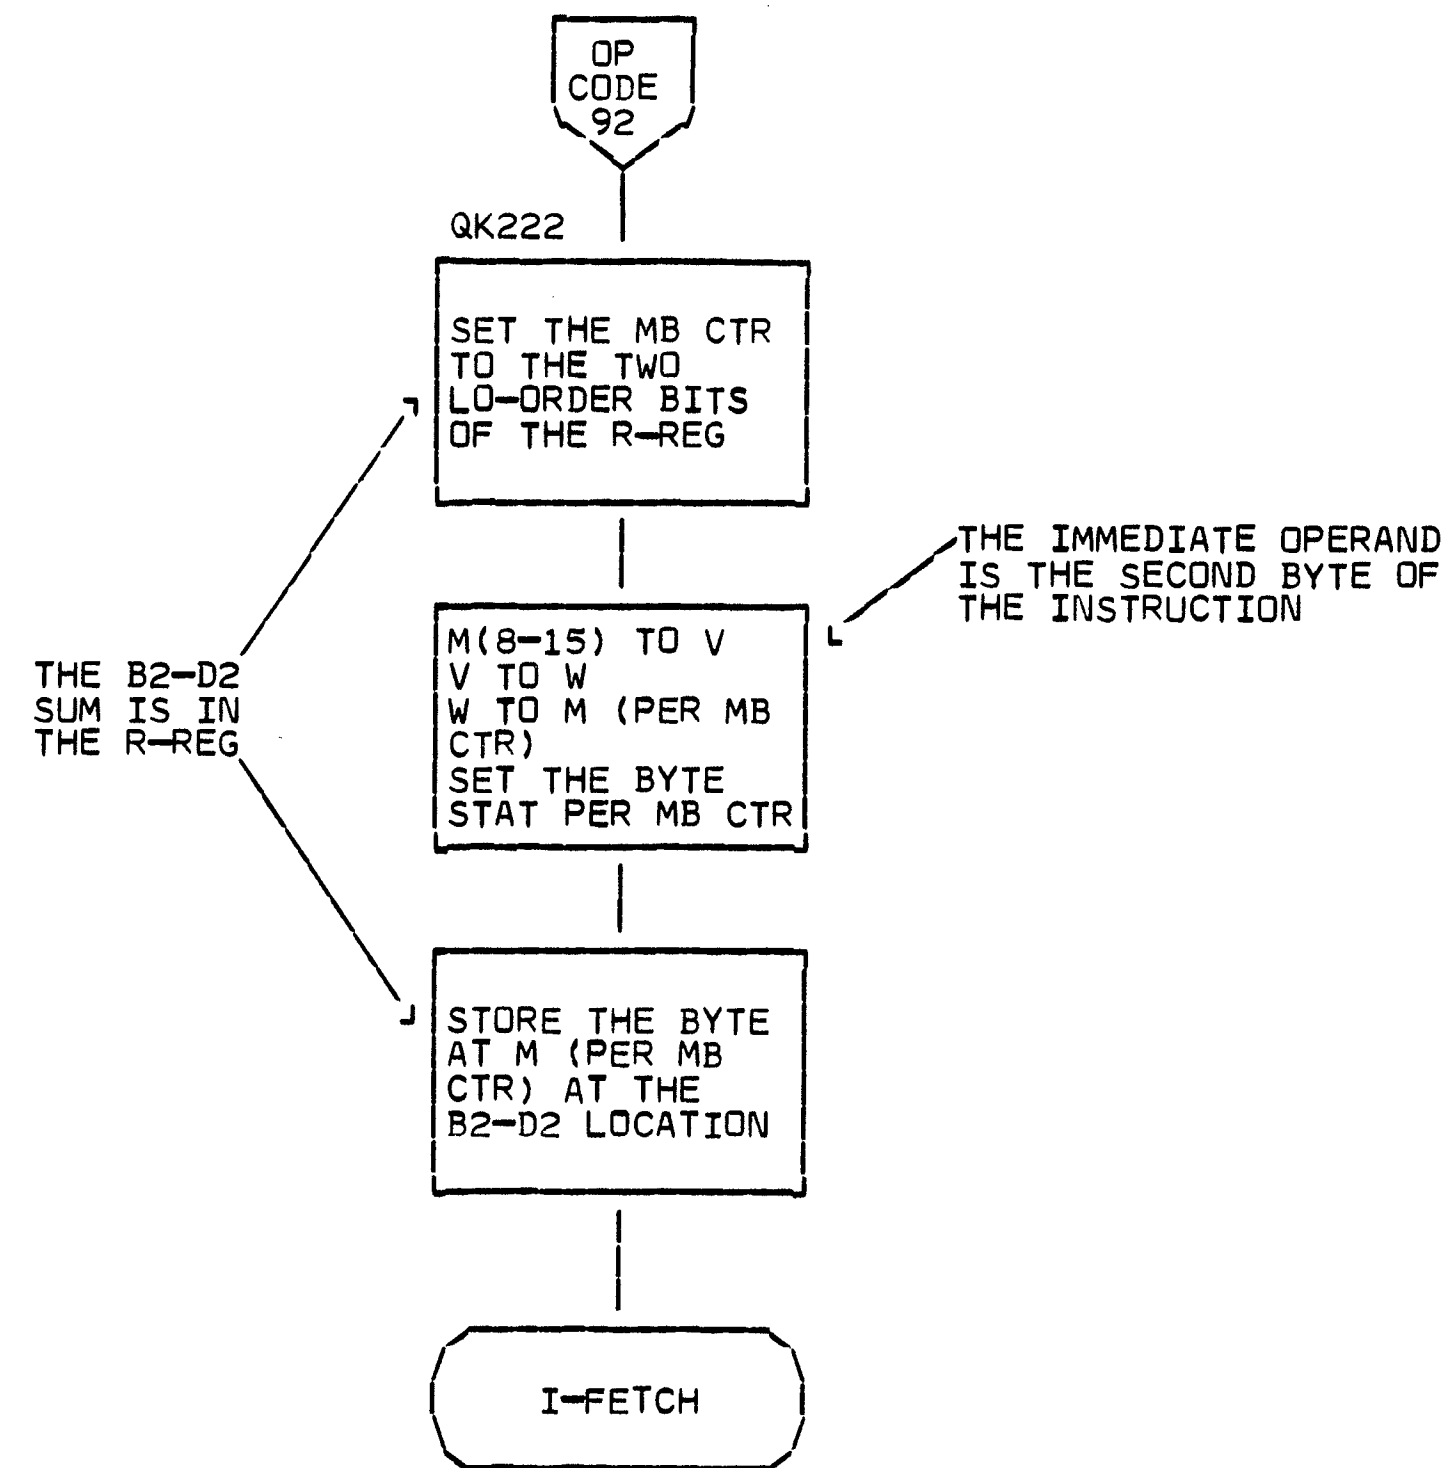 OP
CODE
92
QK222
SET THE MB CTR
TO THE TWO
LO-ORDER BITS
OF THE R-REG
THE IMMEDIATE OPERAND
IS THE SECOND BYTE OF
THE INSTRUCTION
M(8-15) TO V
V TO W
W TO M (PER MB
CTR)
SET THE BYTE
STAT PER MB CTR
THE B2-D2
SUM IS IN
THE R-REG
STORE THE BYTE
AT M (PER MB
CTR) AT THE
B2-D2 LOCATION
I-FETCH